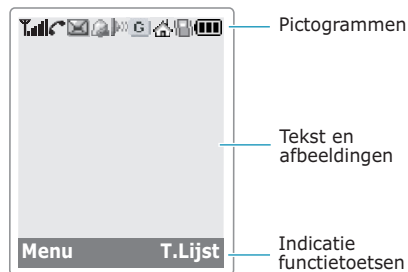 G
Pictogrammen
Tekst en
afbeeldingen
Menu T.Lijst
Indicatie
functietoetsen